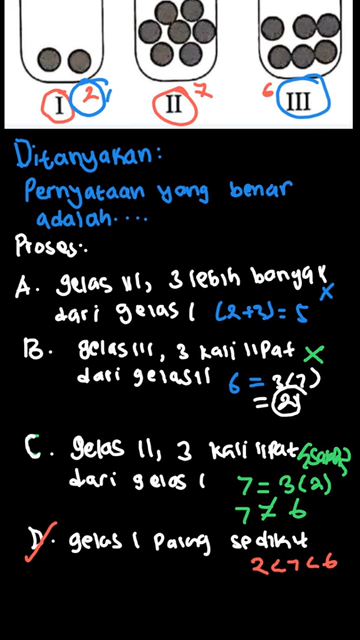 I 2 II 7 6 III
Ditanyakan:
Pernyataan yang benar
adalah....
Proses:
A. gelas III, 3 lebih banyak X
dari gelas I (2+3) = 5
B. gelas III, 3 kali lipat X
dari gelas II 6 = 3(7)
= 21
C. gelas II, 3 kali lipat
dari gelas I 7 = 3(2)
7 ≠ 6
D. gelas I paling sedikit
2<7<6